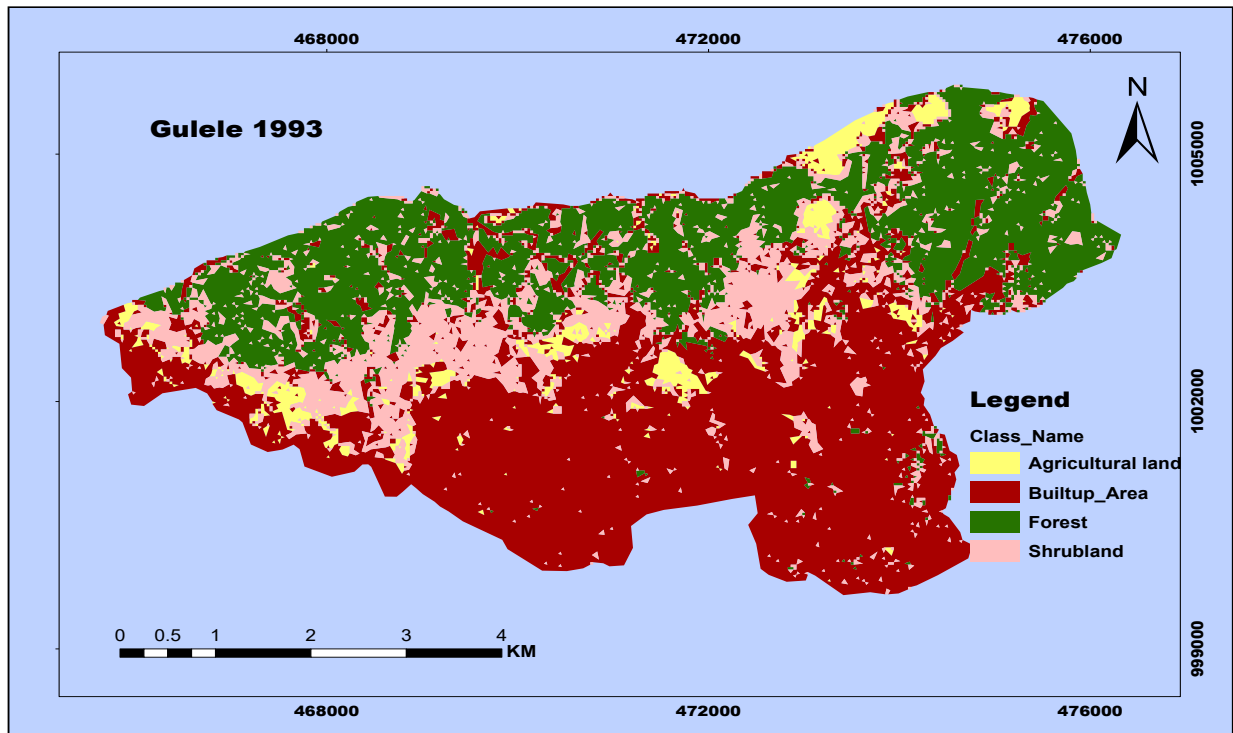 468000
472000
476000
Gulele 1993
N
1005000
1002000
999000
Legend
Class_Name
Agricultural land
Builtup_Area
Forest
Shrubland
0 0.5 1 2 3 4
KM
468000
472000
476000